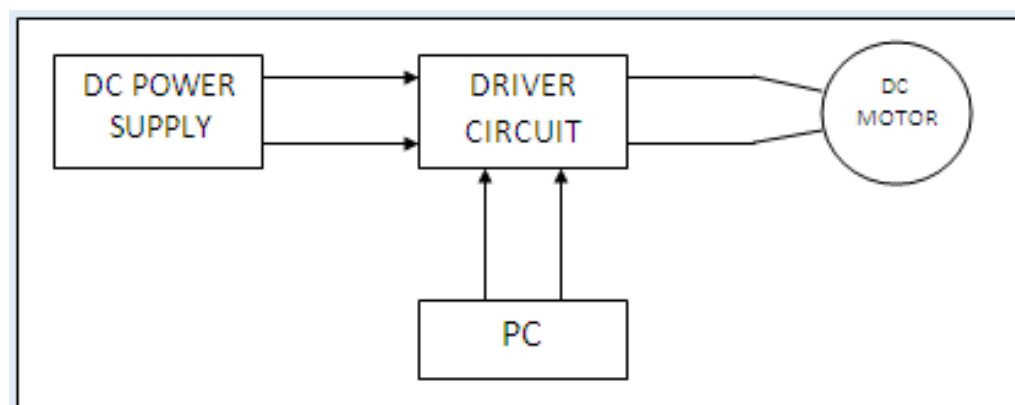 DC POWER
SUPPLY
DRIVER
CIRCUIT
DC
MOTOR
PC